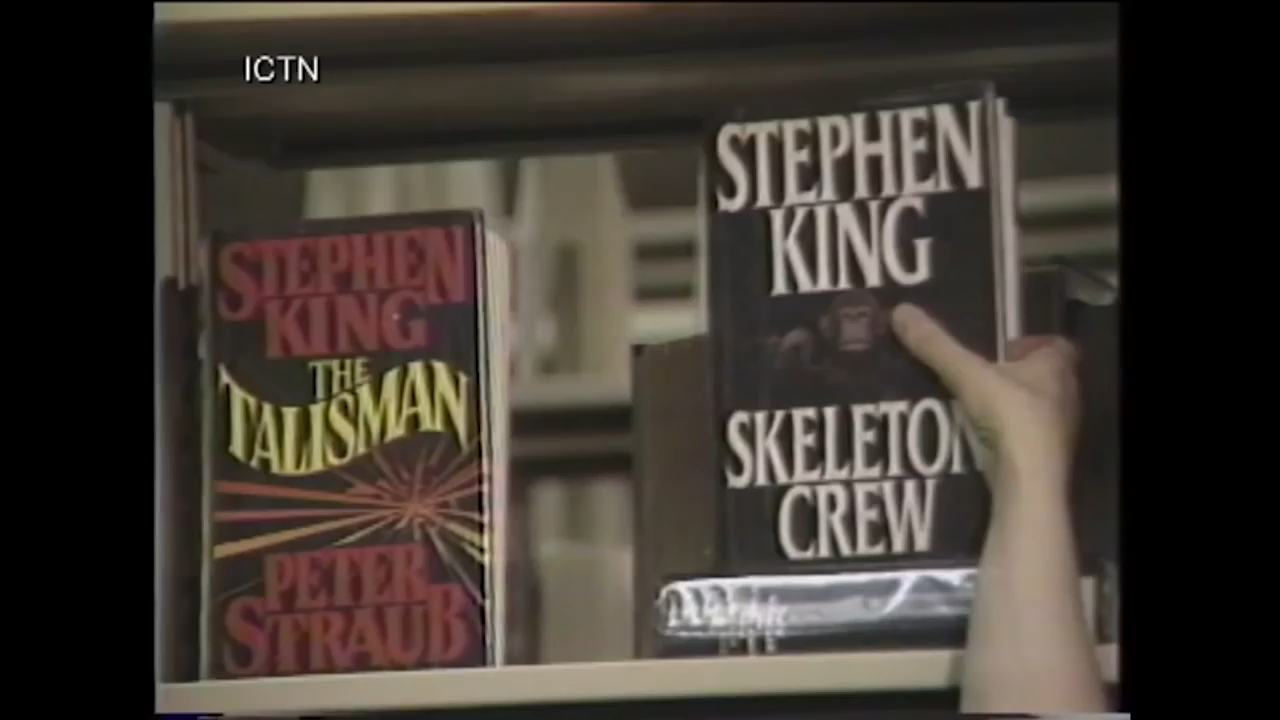 ICTN
STEPHEN
KING
THE
TALISMAN
PETER
STRAUB
STEPHEN
KING
SKELETON
CREW